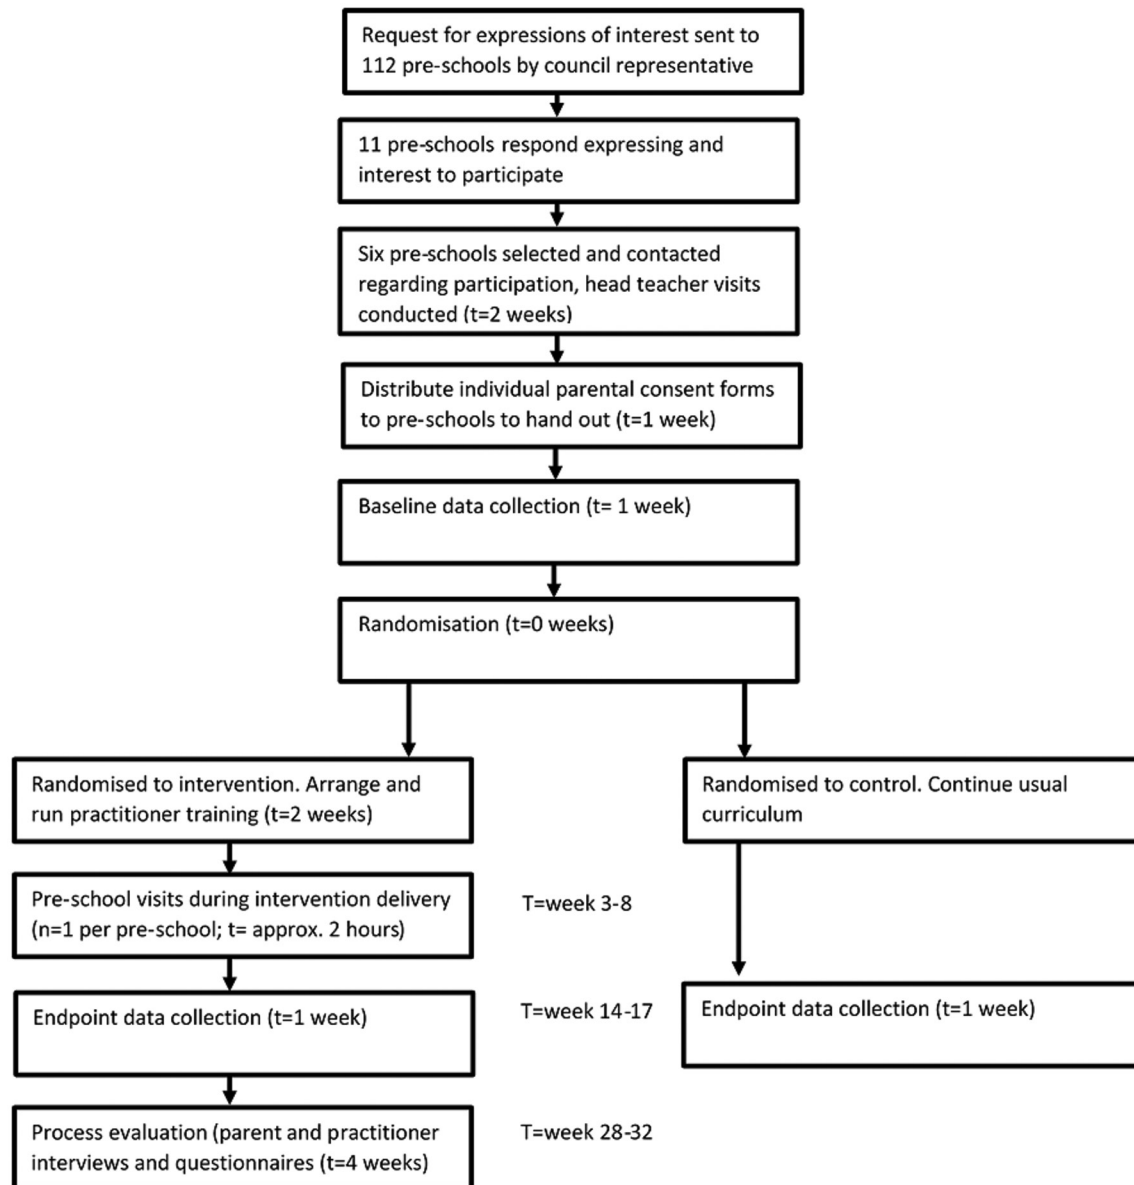 Request for expressions of interest sent to
112 pre-schools by council representative
11 pre-schools respond expressing and
interest to participate
Six pre-schools selected and contacted
regarding participation, head teacher visits
conducted (t=2 weeks)
Distribute individual parental consent forms
to pre-schools to hand out (t=1 week)
Baseline data collection (t= 1 week)
Randomisation (t=0 weeks)
Randomised to intervention. Arrange and
run practitioner training (t=2 weeks)
Randomised to control. Continue usual
curriculum
Pre-school visits during intervention delivery
(n=1 per pre-school; t= approx. 2 hours)
T=week 3-8
Endpoint data collection (t=1 week)
T=week 14-17
Endpoint data collection (t=1 week)
Process evaluation (parent and practitioner
interviews and questionnaires (t=4 weeks)
T=week 28-32